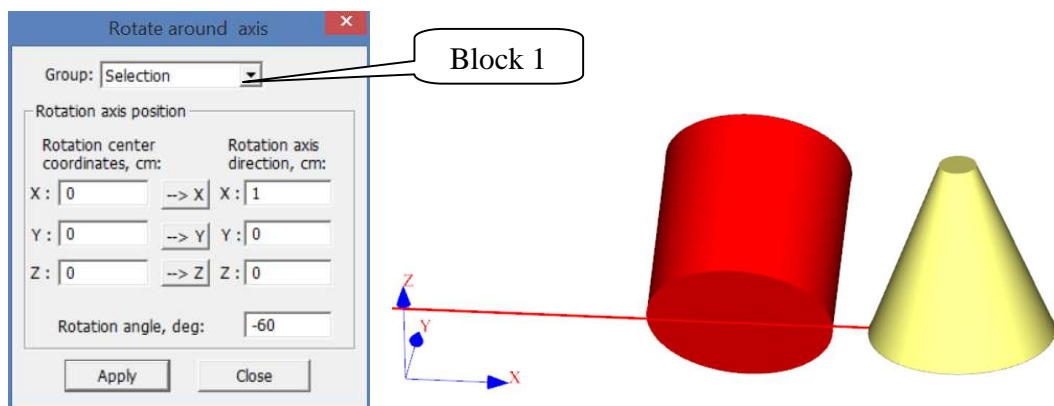 Rotate around axis
×
Group: Selection
Block 1
Rotation axis position
Rotation center coordinates, cm:
Rotation axis direction, cm:
X : 0 --> X X : 1
Y : 0 --> Y Y : 0
Z : 0 --> Z Z : 0
Rotation angle, deg: -60
Apply Close
Z
Y
X